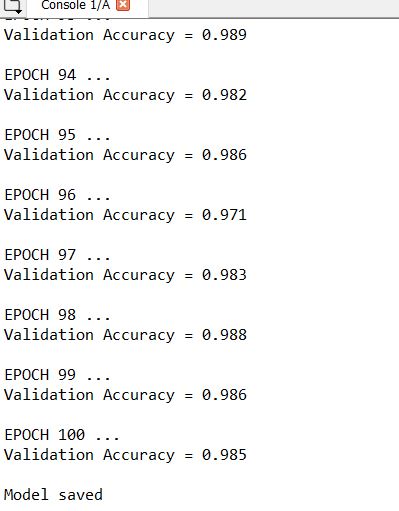 Console 1/A
Validation Accuracy = 0.989
EPOCH 94 ...
Validation Accuracy = 0.982
EPOCH 95 ...
Validation Accuracy = 0.986
EPOCH 96 ...
Validation Accuracy = 0.971
EPOCH 97 ...
Validation Accuracy = 0.983
EPOCH 98 ...
Validation Accuracy = 0.988
EPOCH 99 ...
Validation Accuracy = 0.986
EPOCH 100 ...
Validation Accuracy = 0.985
Model saved